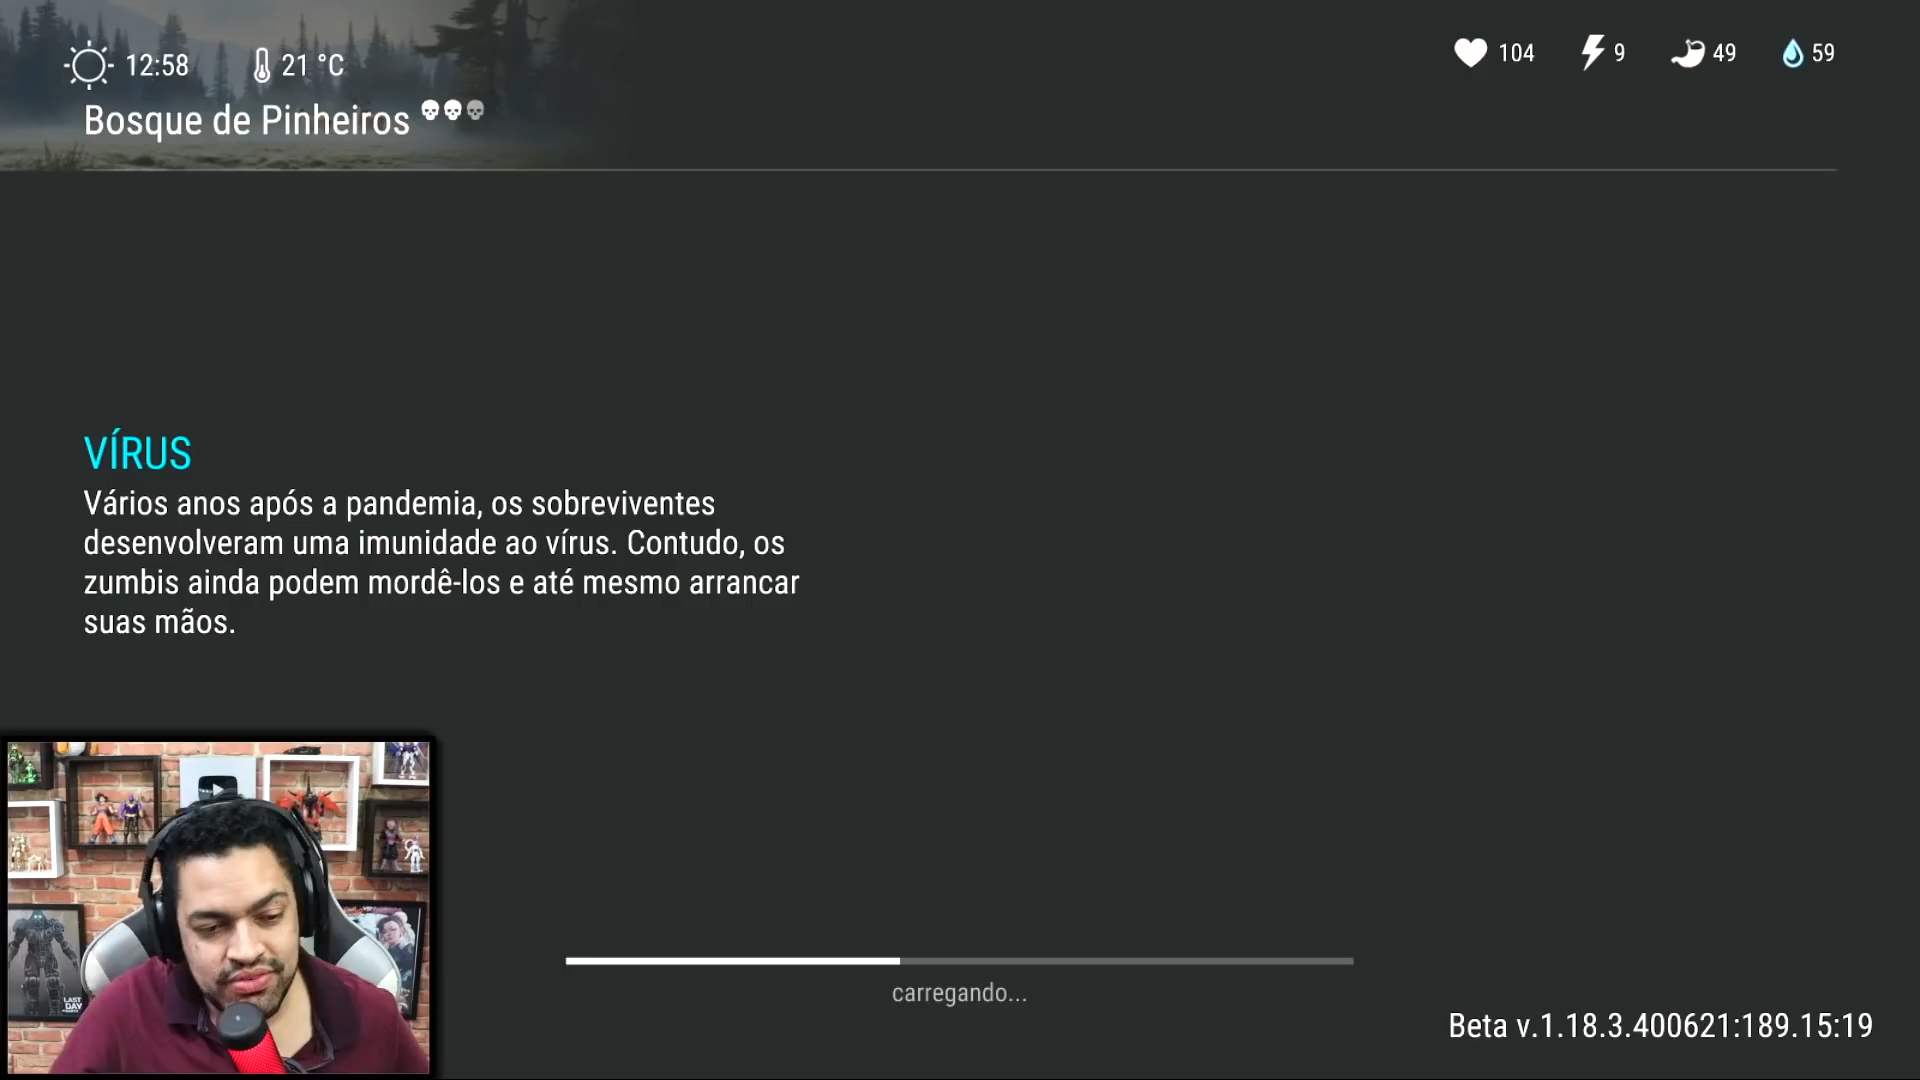 12:58
21 °C
104
9
49
59
Bosque de Pinheiros
VÍRUS
Vários anos após a pandemia, os sobreviventes
desenvolveram uma imunidade ao vírus. Contudo, os
zumbis ainda podem mordê-los e até mesmo arrancar
suas mãos.
LAST
DAY
carregando...
Beta v.1.18.3.400621:189.15:19